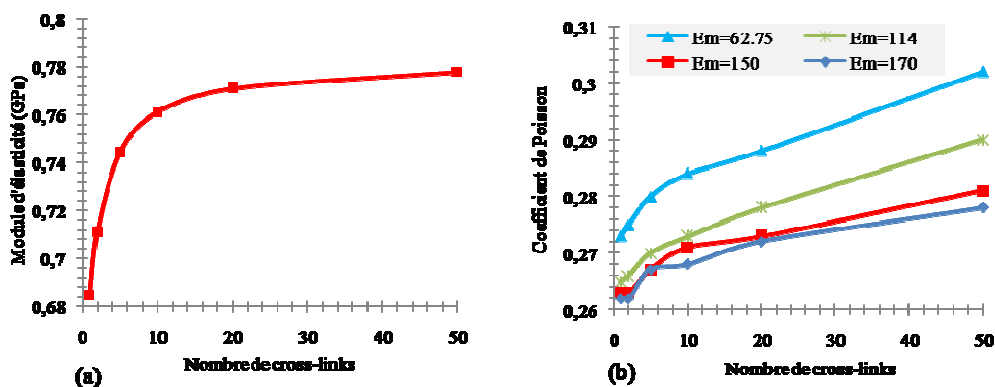 0,8
0,78
0,76
0,74
0,72
0,7
0,68
Module d'élasticité (GPs)
0 10 20 30 40 50
Nombre de cross-links
(a)
0,31
0,3
0,29
0,28
0,27
0,26
Coefficient de Poisson
Em=62.75 Em=114
Em=150 Em=170
0 10 20 30 40 50
Nombre de cross-links
(b)